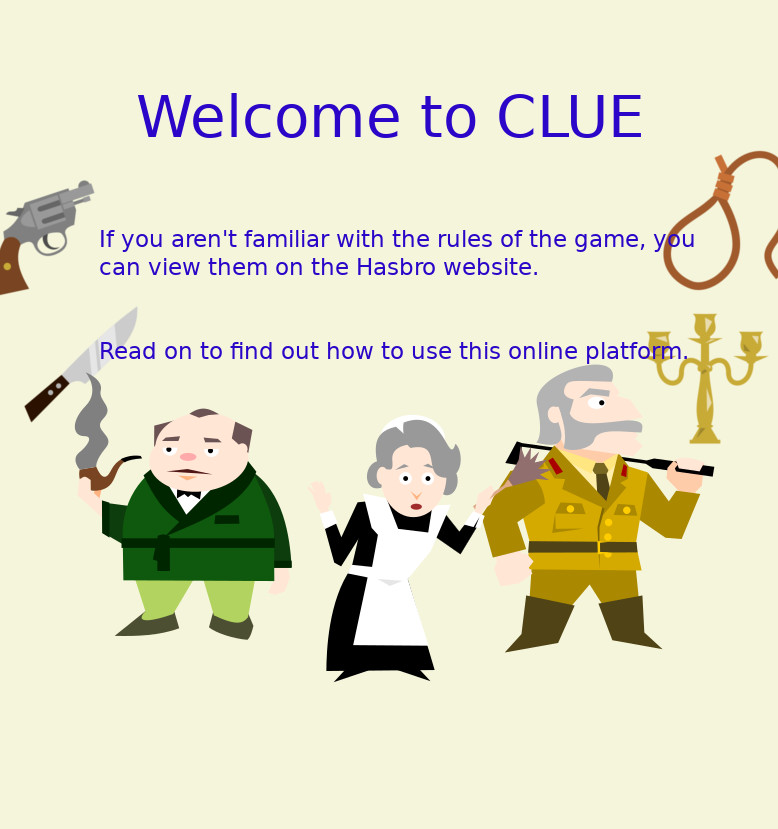 Welcome to CLUE
If you aren't familiar with the rules of the game, you
can view them on the Hasbro website.
Read on to find out how to use this online platform.